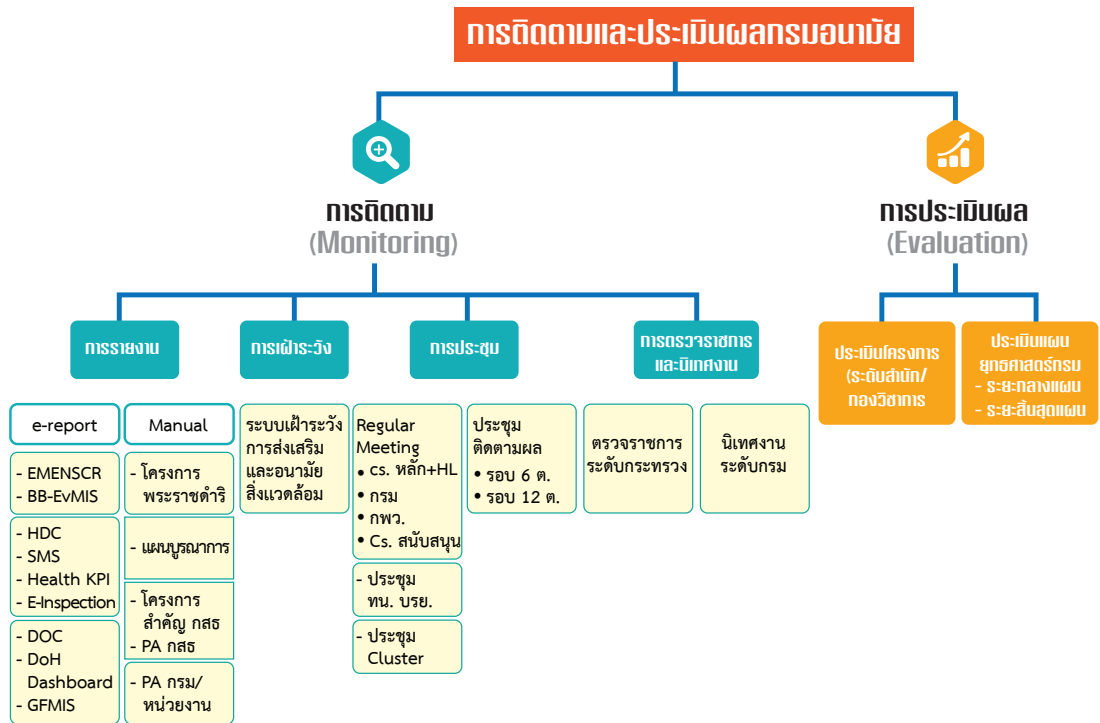 การติดตามและประเมินผลกรมอนามัย
การติดตาม
(Monitoring)
การประเมินผล
(Evaluation)
การรายงาน
การเฝ้าระวัง
การประชุม
การตรวจราชการ
และนิเทศงาน
ประเมินโครงการ
(ระดับสำนัก/
กองวิชาการ
ประเมินแผน
ยุทธศาสตร์กรม
- ระยะกลางแผน
- ระยะสิ้นสุดแผน
e-report
- EMENSCR
- BB-EvMIS
- HDC
- SMS
- Health KPI
- E-Inspection
- DOC
- DoH
Dashboard
- GFMIS
Manual
- โครงการ
พระราชดำริ
- แผนบูรณาการ
- โครงการ
สำคัญ กสธ
- PA กสธ
- PA กรม/
หน่วยงาน
ระบบเฝ้าระวัง
การส่งเสริม
และอนามัย
สิ่งแวดล้อม
Regular
Meeting
• cs. หลัก+HL
• กรม
• กพว.
• Cs. สนับสนุน
- ประชุม
ทน. บรย.
- ประชุม
Cluster
ประชุม
ติดตามผล
• รอบ 6 ต.
• รอบ 12 ต.
ตรวจราชการ
ระดับกระทรวง
นิเทศงาน
ระดับกรม